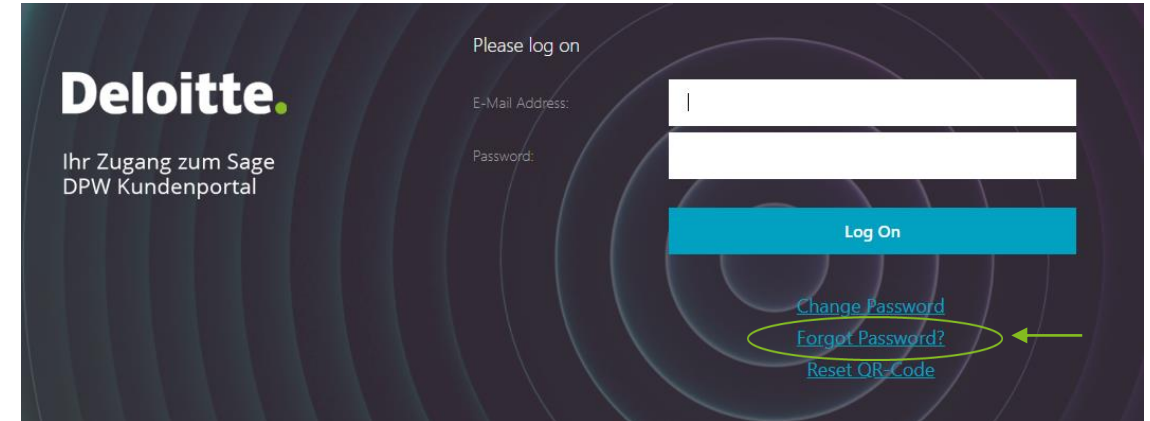 Deloitte.
Ihr Zugang zum Sage
DPW Kundenportal
Please log on
E-Mail Address:
Password:
Log On
Change Password
Forgot Password?
Reset QR-Code